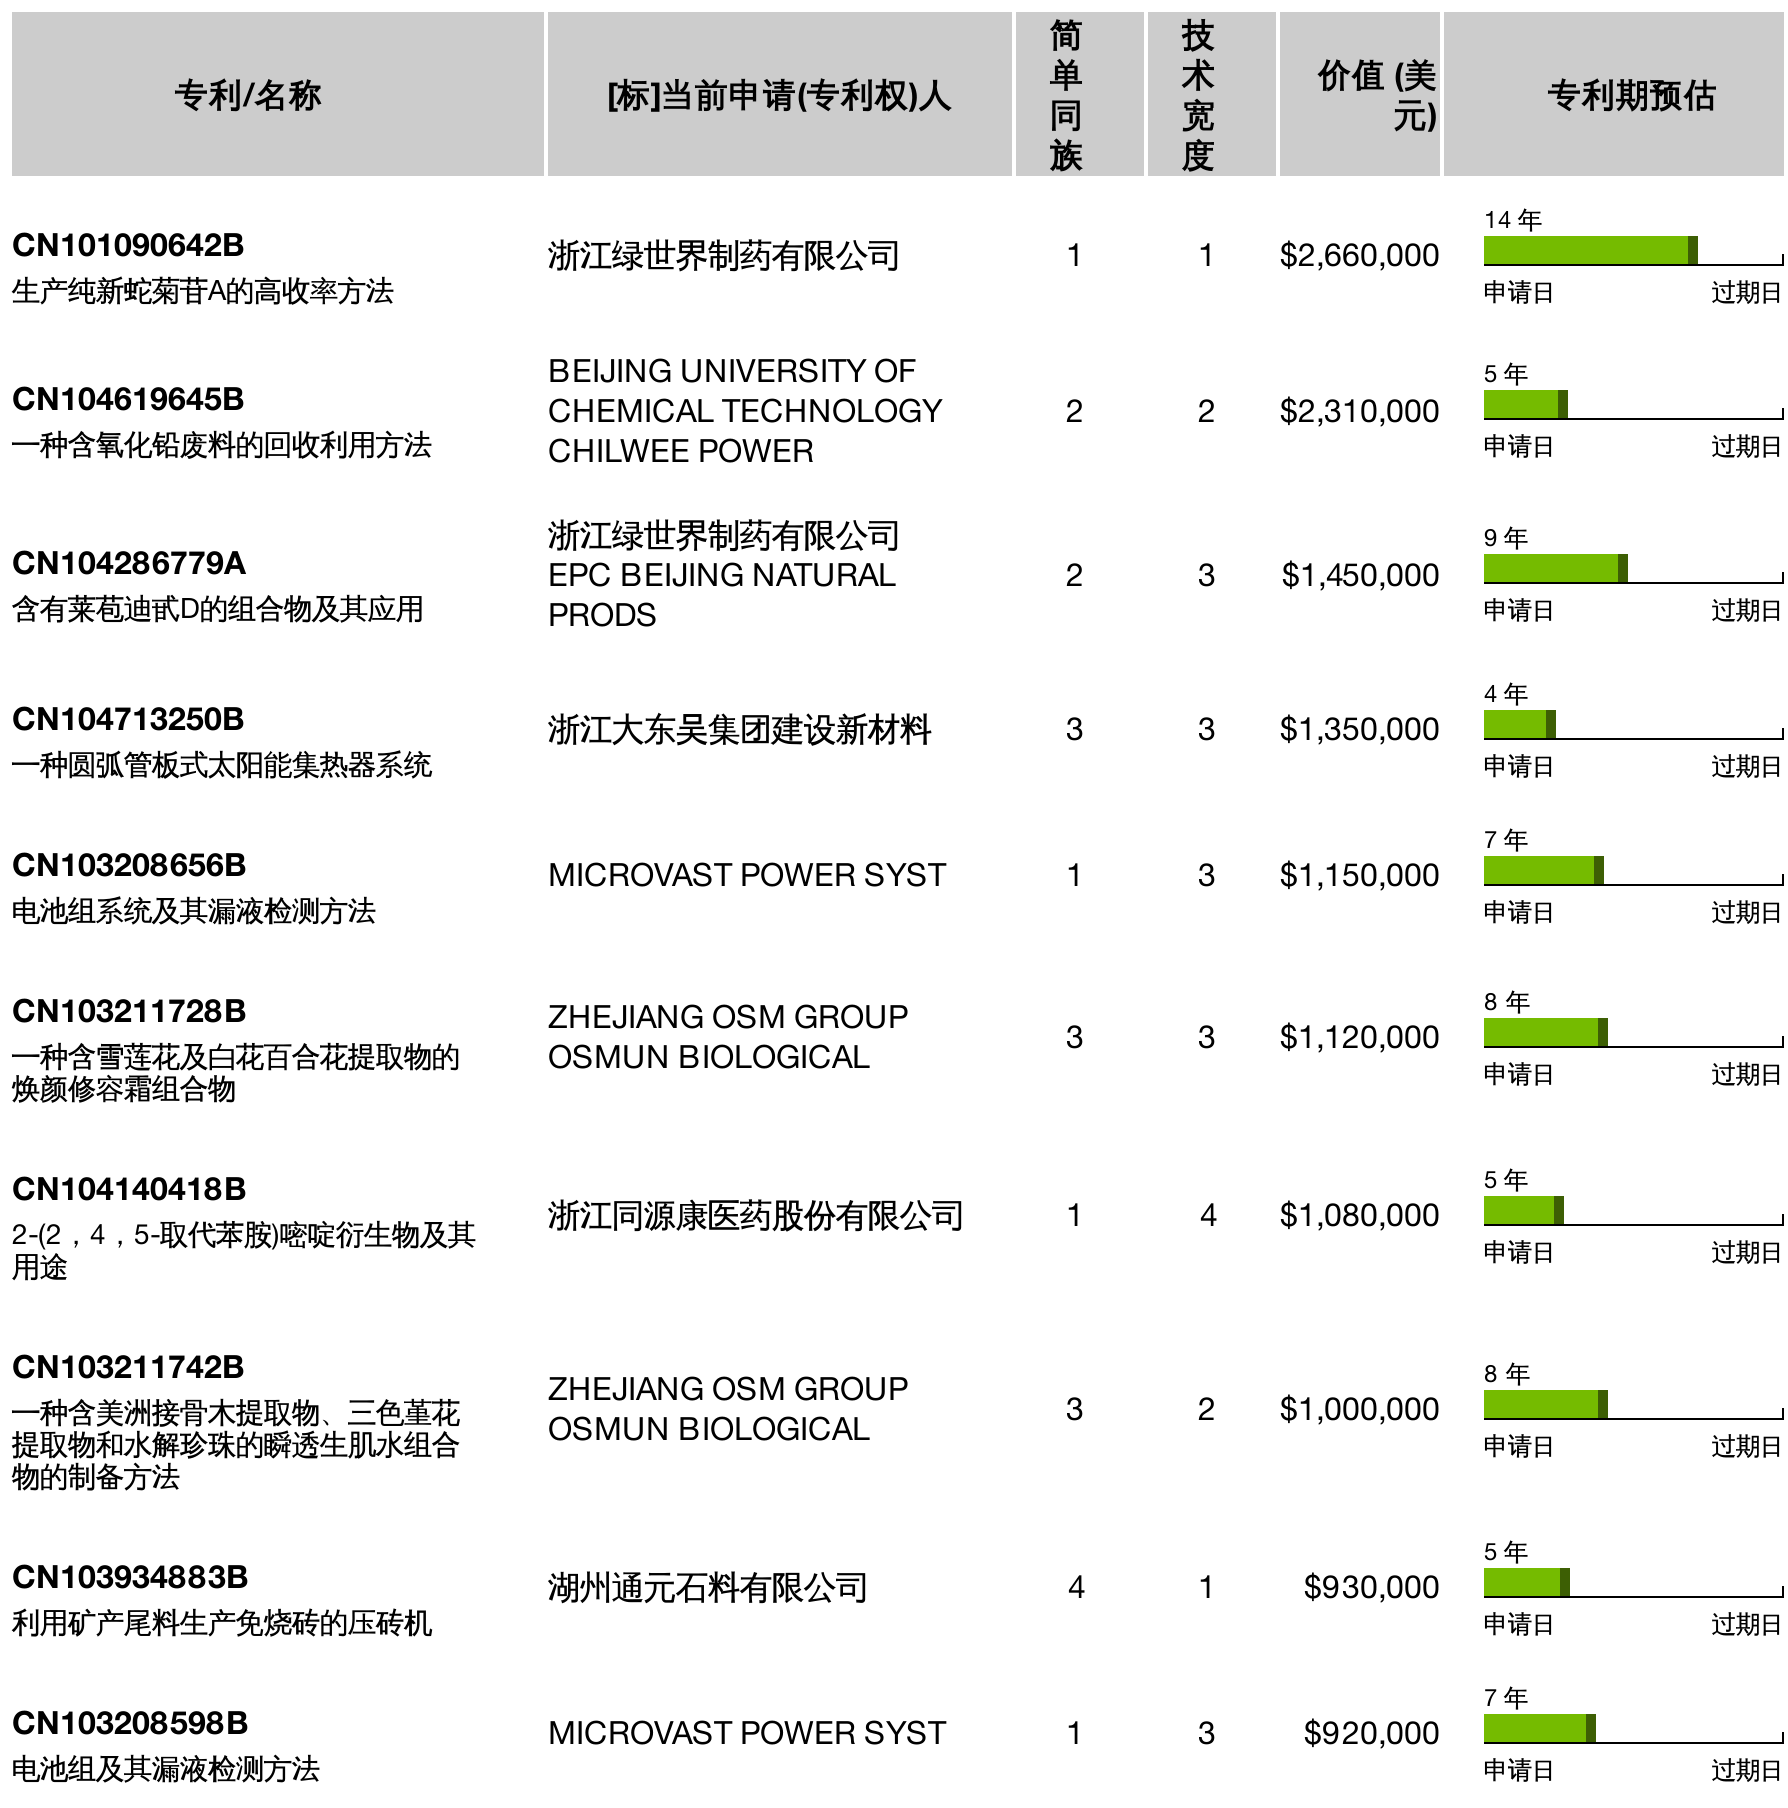 专利/名称
[标]当前申请(专利权)人
简
单
同
族
技
术
宽
度
价值 (美
元)
专利期预估
CN101090642B
生产纯新蛇菊苷A的高收率方法
浙江绿世界制药有限公司
1
1
$2,660,000
14 年
申请日
过期日
CN104619645B
一种含氧化铅废料的回收利用方法
BEIJING UNIVERSITY OF
CHEMICAL TECHNOLOGY
CHILWEE POWER
2
2
$2,310,000
5 年
申请日
过期日
CN104286779A
含有莱苞迪甙D的组合物及其应用
浙江绿世界制药有限公司
EPC BEIJING NATURAL
PRODS
2
3
$1,450,000
9 年
申请日
过期日
CN104713250B
一种圆弧管板式太阳能集热器系统
浙江大东吴集团建设新材料
3
3
$1,350,000
4 年
申请日
过期日
CN103208656B
电池组系统及其漏液检测方法
MICROVAST POWER SYST
1
3
$1,150,000
7 年
申请日
过期日
CN103211728B
一种含雪莲花及白花百合花提取物的
焕颜修容霜组合物
ZHEJIANG OSM GROUP
OSMUN BIOLOGICAL
3
3
$1,120,000
8 年
申请日
过期日
CN104140418B
2-(2，4，5-取代苯胺)嘧啶衍生物及其
用途
浙江同源康医药股份有限公司
1
4
$1,080,000
5 年
申请日
过期日
CN103211742B
一种含美洲接骨木提取物、三色堇花
提取物和水解珍珠的瞬透生肌水组合
物的制备方法
ZHEJIANG OSM GROUP
OSMUN BIOLOGICAL
3
2
$1,000,000
8 年
申请日
过期日
CN103934883B
利用矿产尾料生产免烧砖的压砖机
湖州通元石料有限公司
4
1
$930,000
5 年
申请日
过期日
CN103208598B
电池组及其漏液检测方法
MICROVAST POWER SYST
1
3
$920,000
7 年
申请日
过期日